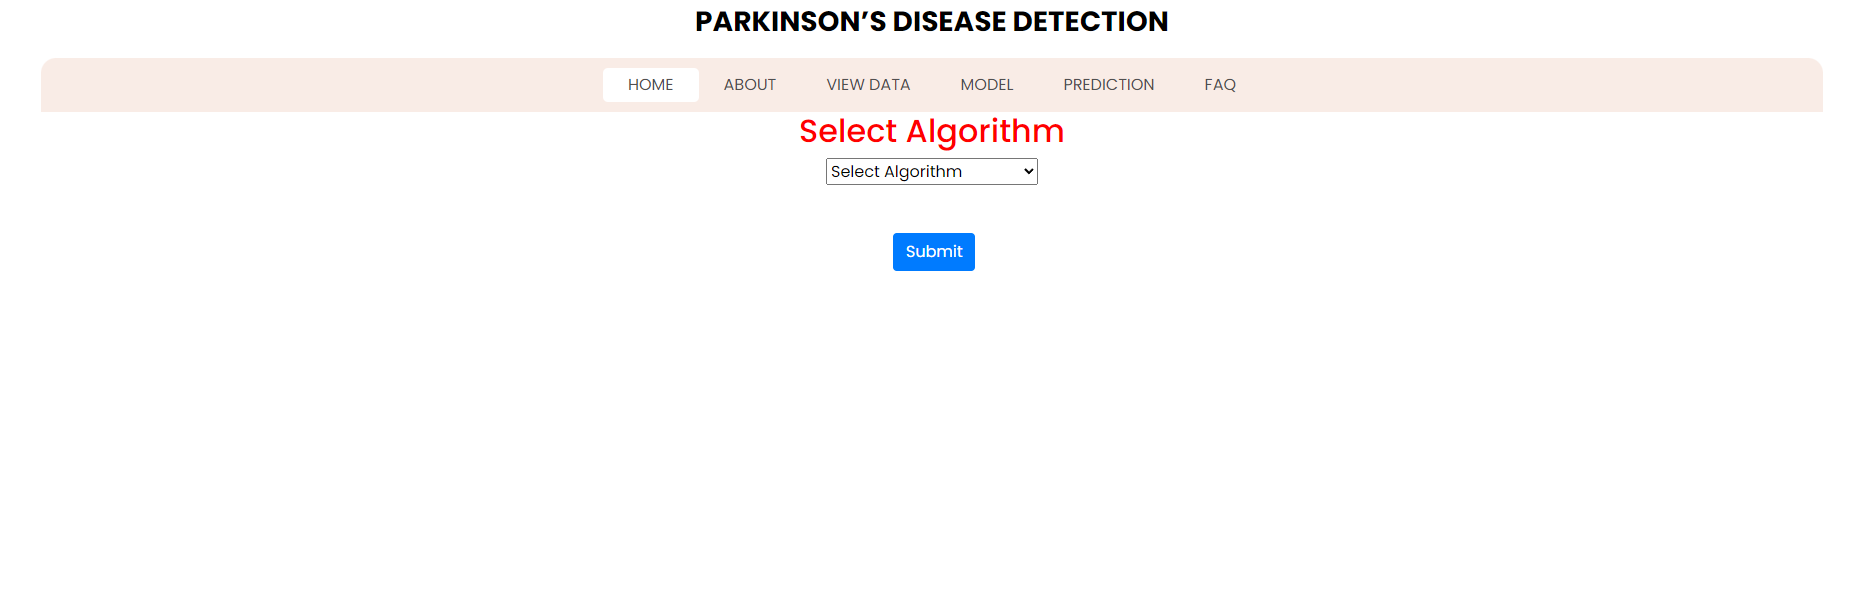 PARKINSON’S DISEASE DETECTION
HOME ABOUT VIEW DATA MODEL PREDICTION FAQ
Select Algorithm
Select Algorithm
Submit